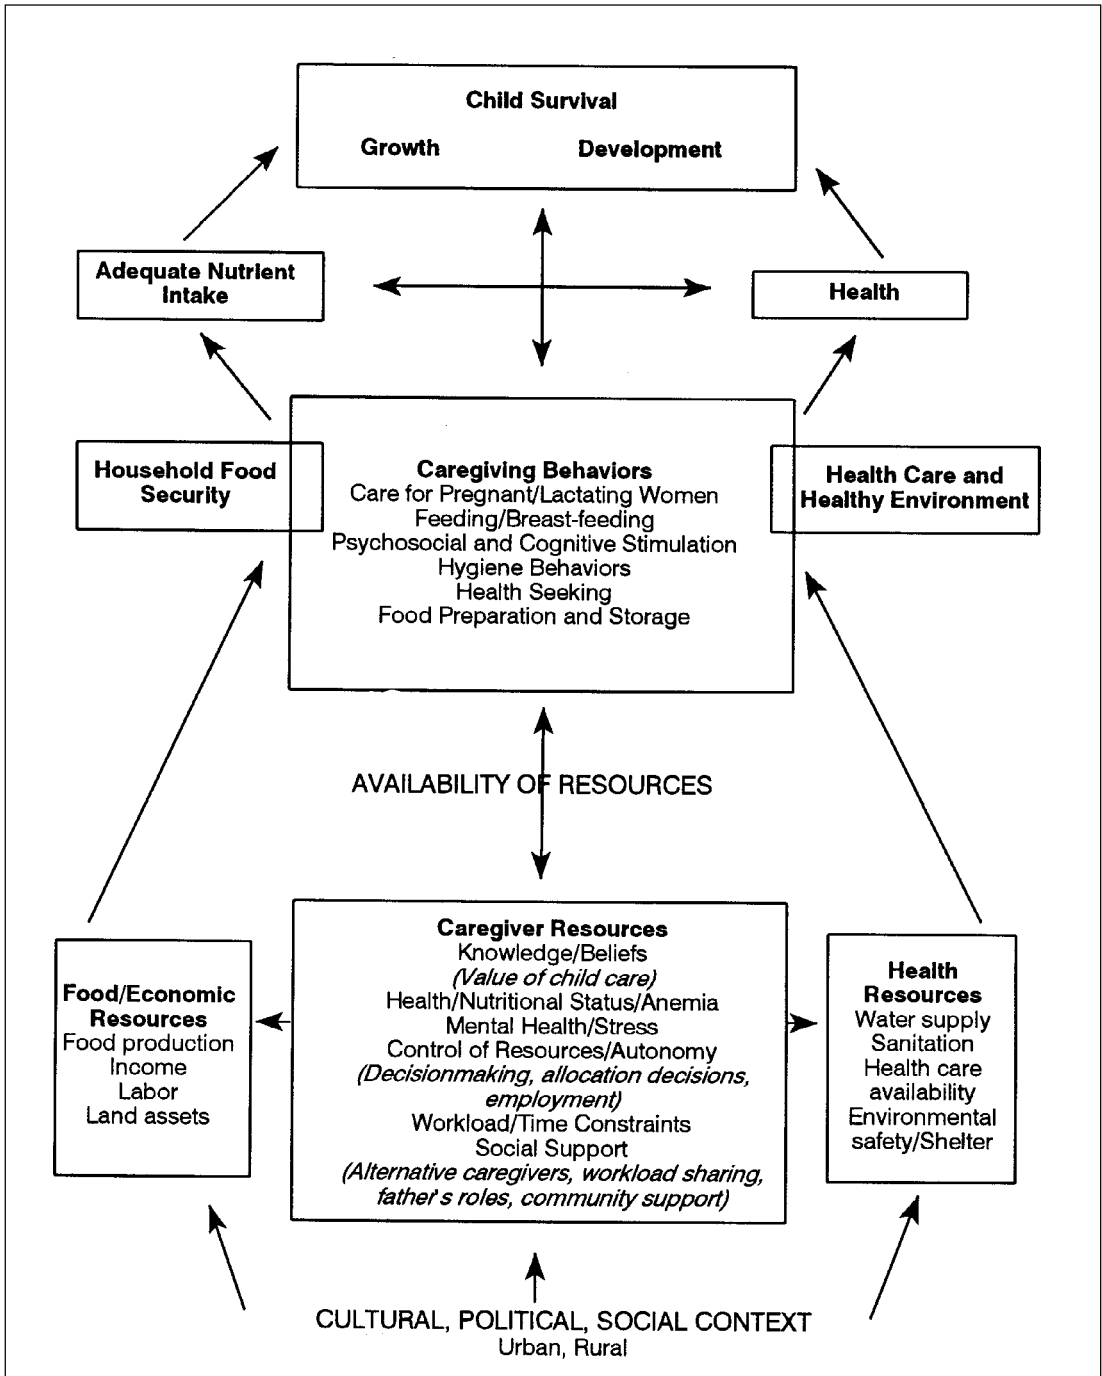 Child Survival
Growth Development
Adequate Nutrient
Intake
Health
Household Food
Security
Caregiving Behaviors
Care for Pregnant/Lactating Women
Feeding/Breast-feeding
Psychosocial and Cognitive Stimulation
Hygiene Behaviors
Health Seeking
Food Preparation and Storage
Health Care and
Healthy Environment
AVAILABILITY OF RESOURCES
Food/Economic
Resources
Food production
Income
Labor
Land assets
Caregiver Resources
Knowledge/Beliefs
(Value of child care)
Health/Nutritional Status/Anemia
Mental Health/Stress
Control of Resources/Autonomy
(Decisionmaking, allocation decisions,
employment)
Workload/Time Constraints
Social Support
(Alternative caregivers, workload sharing,
father's roles, community support)
Health
Resources
Water supply
Sanitation
Health care
availability
Environmental
safety/Shelter
CULTURAL, POLITICAL, SOCIAL CONTEXT
Urban, Rural